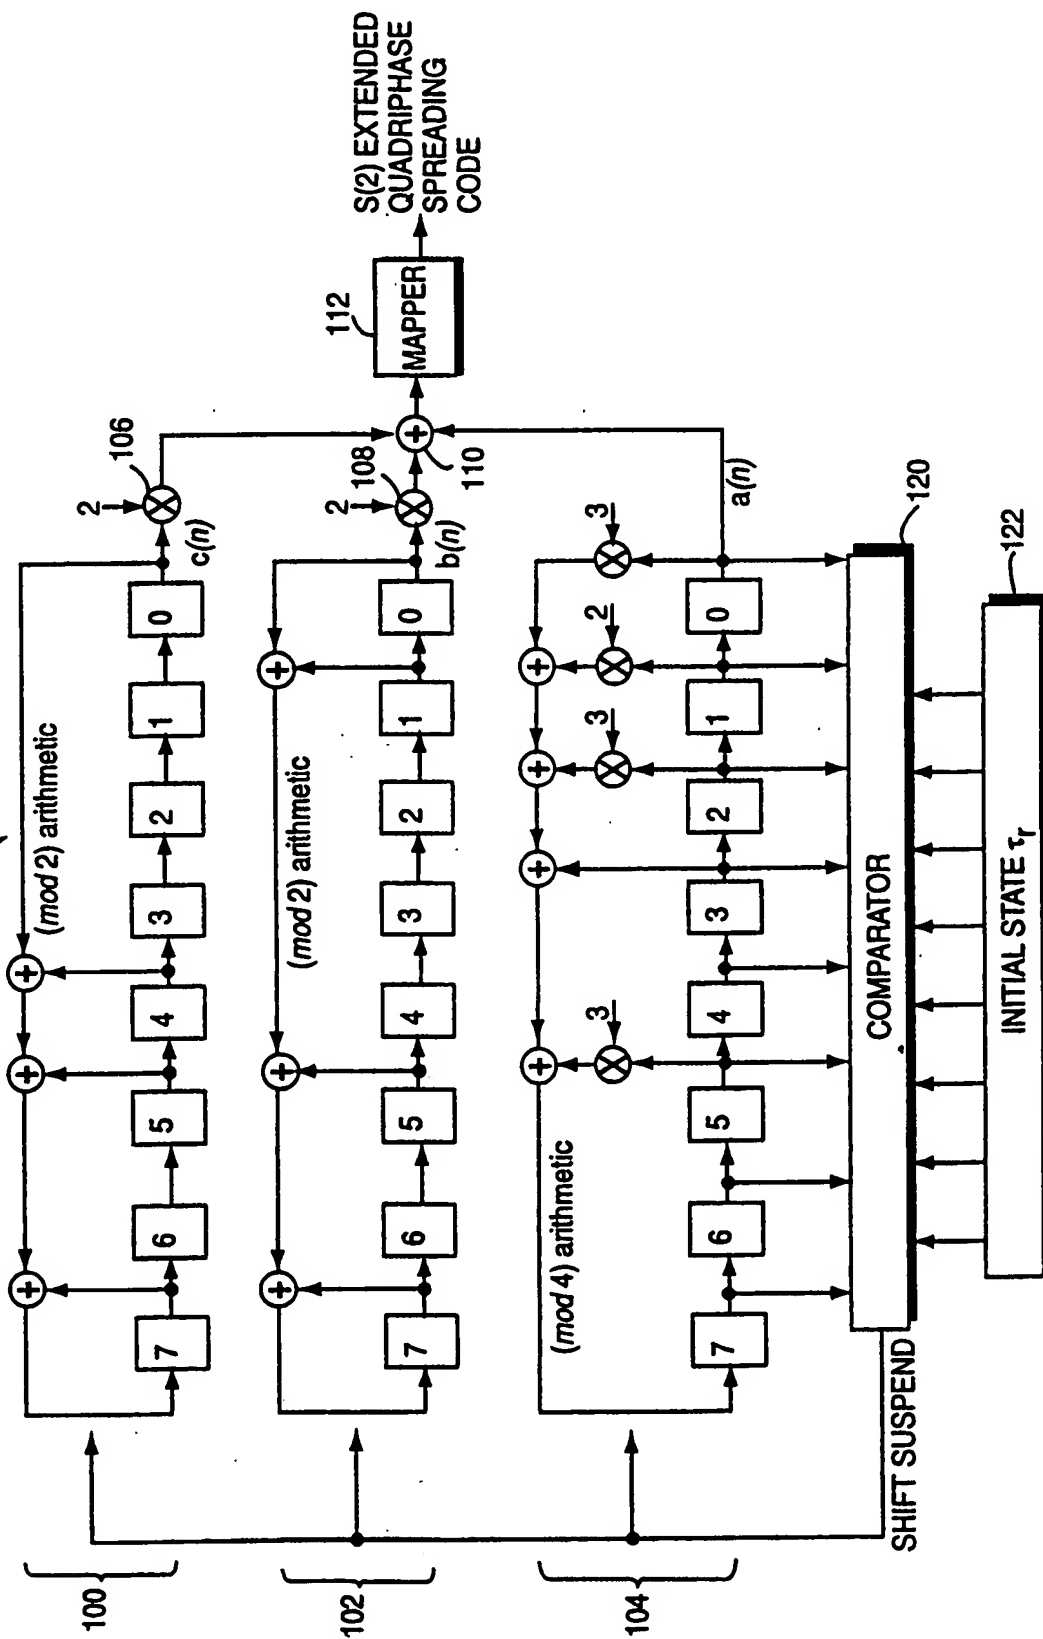 100
(mod 2) arithmetic
7
6
5
4
3
2
1
0
c(n)
2
106
102
(mod 2) arithmetic
7
6
5
4
3
2
1
0
b(n)
2
108
110
112
MAPPER
S(2) EXTENDED
QUADRIPHASE
SPREADING
CODE
104
(mod 4) arithmetic
3
3
2
3
7
6
5
4
3
2
1
0
a(n)
SHIFT SUSPEND
COMPARATOR
120
INITIAL STATE τr
122